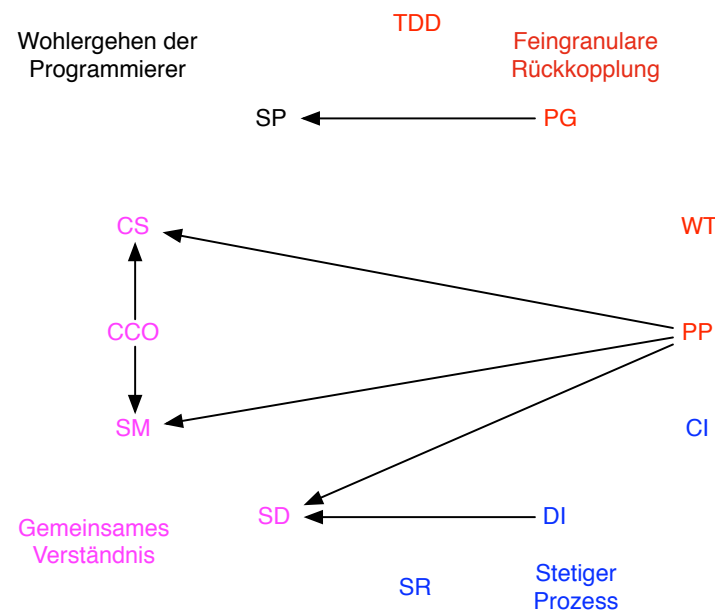 TDD
Wohlergehen der
Programmierer
Feingranulare
Rückkopplung
SP
PG
CS
WT
CCO
PP
SM
CI
SD
DI
Gemeinsames
Verständnis
SR
Stetiger
Prozess